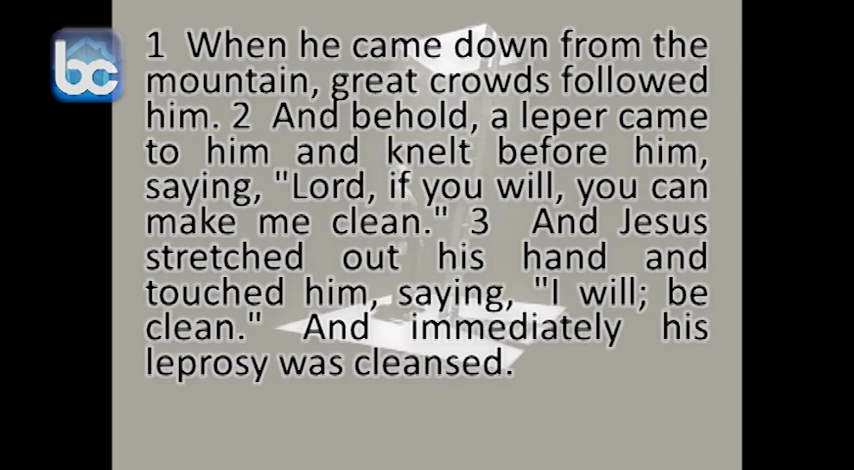 bc
1 When he came down from the
mountain, great crowds followed
him. 2 And behold, a leper came
to him and knelt before him,
saying, "Lord, if you will, you can
make me clean." 3 And Jesus
stretched out his hand and
touched him, saying, "I will; be
clean." And immediately his
leprosy was cleansed.